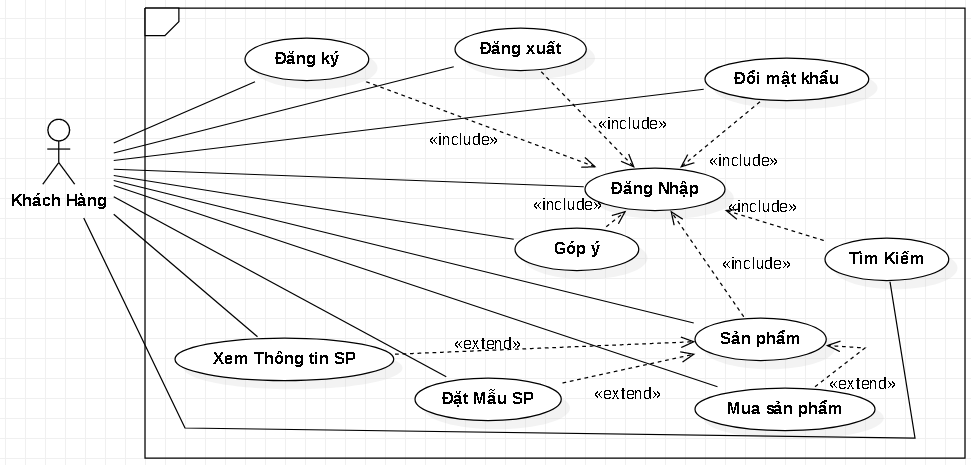 Đăng ký
Đăng xuất
Đổi mật khẩu
«include»
«include»
«include»
Khách Hàng
Đăng Nhập
«include»
«include»
Góp ý
Tìm Kiếm
«include»
Sản phẩm
Xem Thông tin SP
«extend»
«extend»
«extend»
Đặt Mẫu SP
Mua sản phẩm